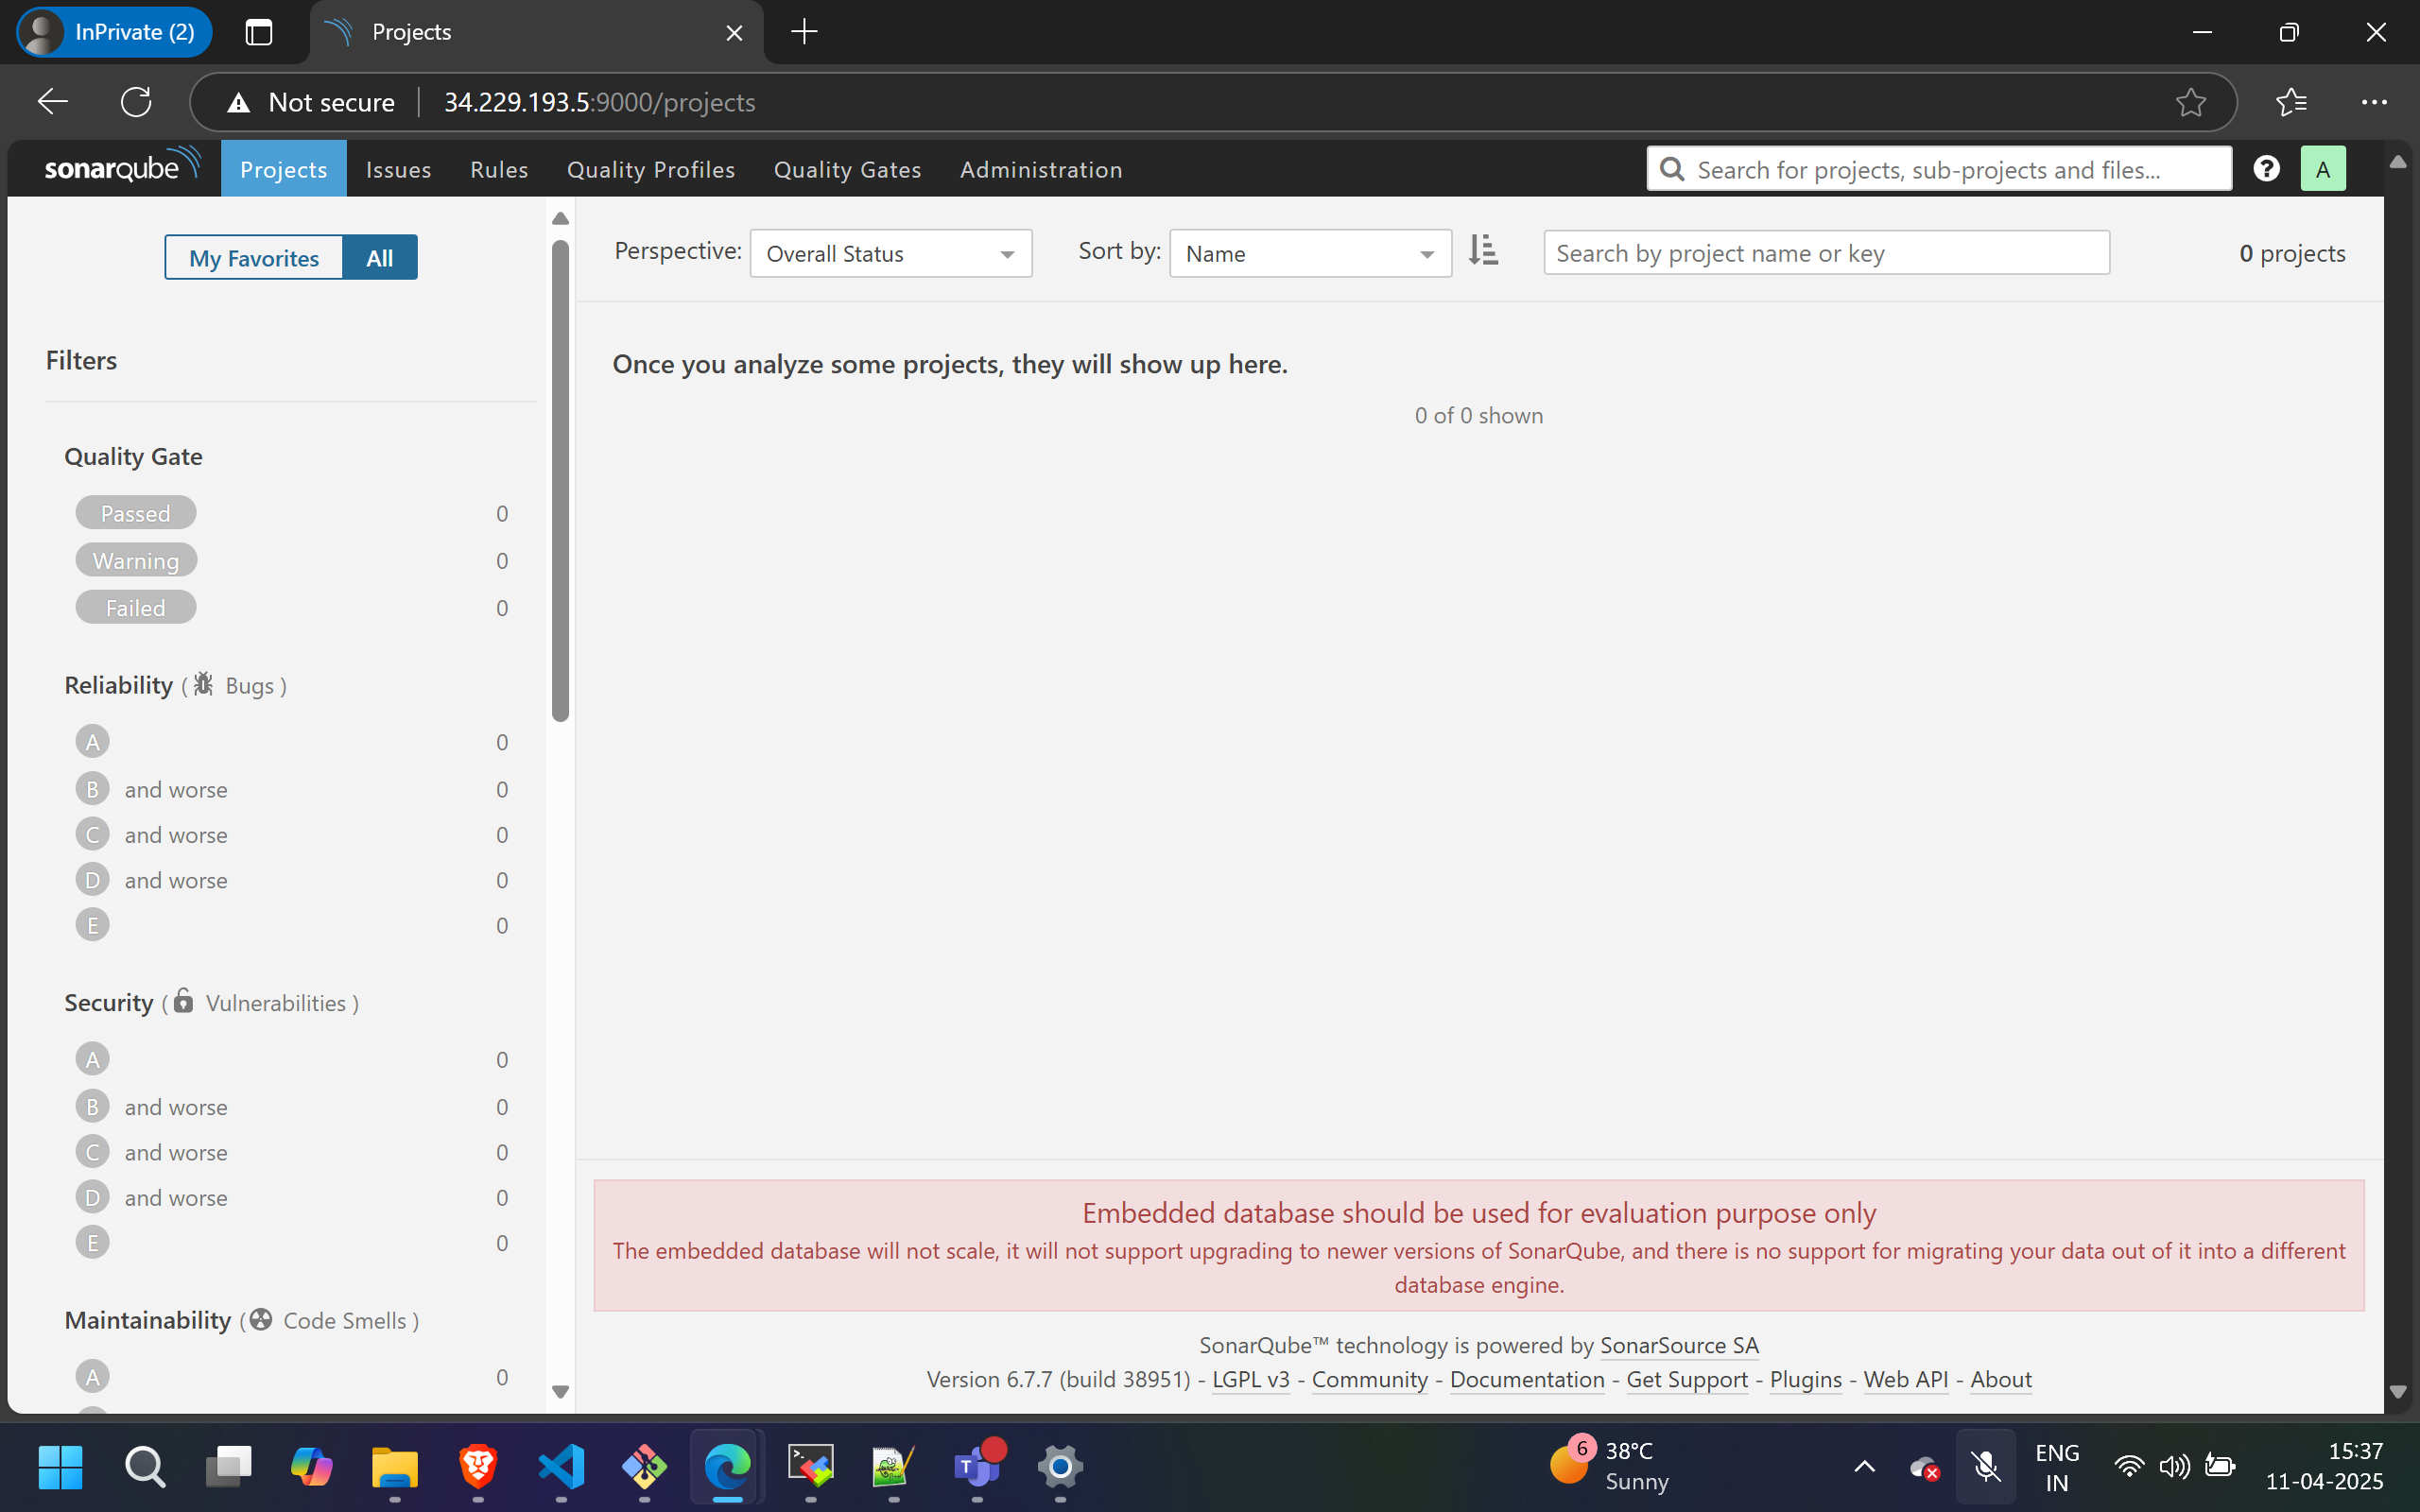 InPrivate (2)
Projects
Not secure
34.229.193.5:9000/projects
sonarqube
Projects
Issues
Rules
Quality Profiles
Quality Gates
Administration
Search for projects, sub-projects and files...
?
A
My Favorites
All
Perspective:
Overall Status
Sort by:
Name
Search by project name or key
0 projects
Filters
Once you analyze some projects, they will show up here.
0 of 0 shown
Quality Gate
Passed 0
Warning 0
Failed 0
Reliability ( Bugs )
A 0
B and worse 0
C and worse 0
D and worse 0
E 0
Security ( Vulnerabilities )
A 0
B and worse 0
C and worse 0
D and worse 0
E 0
Maintainability ( Code Smells )
A 0
Embedded database should be used for evaluation purpose only
The embedded database will not scale, it will not support upgrading to newer versions of SonarQube, and there is no support for migrating your data out of it into a different
database engine.
SonarQube™ technology is powered by SonarSource SA
Version 6.7.7 (build 38951) - LGPL v3 - Community - Documentation - Get Support - Plugins - Web API - About
6
38°C
Sunny
ENG
IN
15:37
11-04-2025